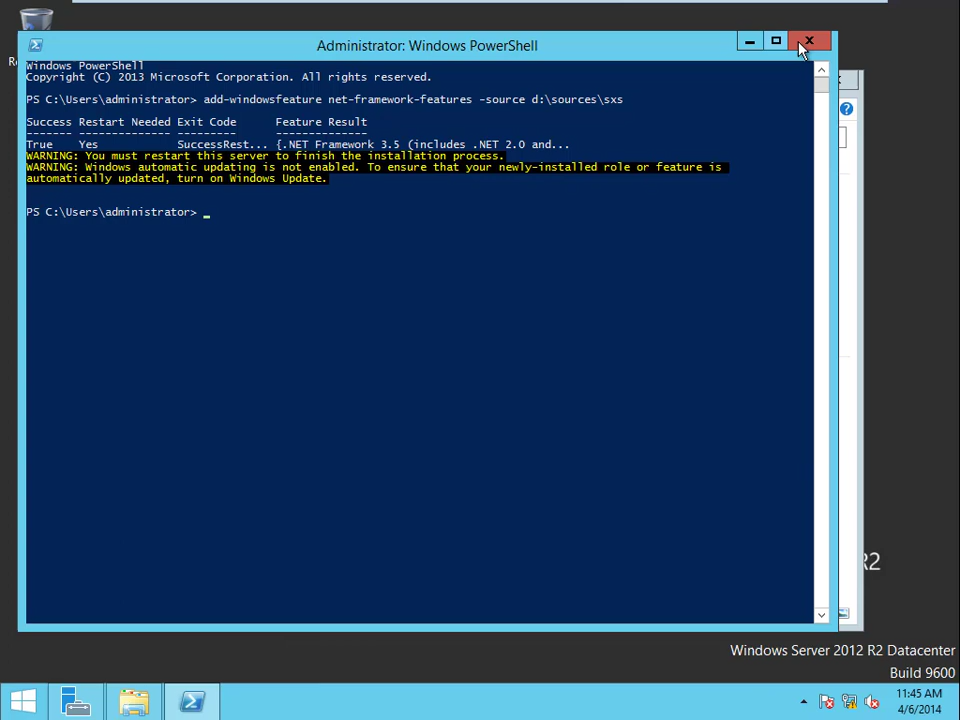 Administrator: Windows PowerShell
Windows PowerShell
Copyright (C) 2013 Microsoft Corporation. All rights reserved.
PS C:\Users\administrator> add-windowsfeature net-framework-features -source d:\sources\sxs
Success Restart Needed Exit Code      Feature Result
------- -------------- ---------      --------------
True    Yes            SuccessRest... {.NET Framework 3.5 (includes .NET 2.0 and...
WARNING: You must restart this server to finish the installation process.
WARNING: Windows automatic updating is not enabled. To ensure that your newly-installed role or feature is
automatically updated, turn on Windows Update.
PS C:\Users\administrator> _
R2
Windows Server 2012 R2 Datacenter
Build 9600
11:45 AM
4/6/2014